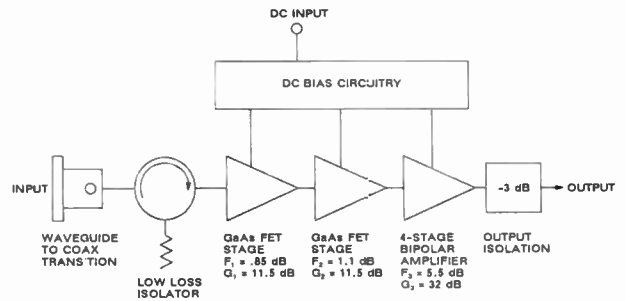 DC INPUT
DC BIAS CIRCUITRY
INPUT
-3 dB
OUTPUT
WAVEGUIDE
TO COAX
TRANSITION
LOW LOSS
ISOLATOR
GaAs FET
STAGE
F₁ = .85 dB
G₁ = 11.5 dB
GaAs FET
STAGE
F₂ = 1.1 dB
G₂ = 11.5 dB
4-STAGE
BIPOLAR
AMPLIFIER
F₃ = 5.5 dB
G₃ = 32 dB
OUTPUT
ISOLATION